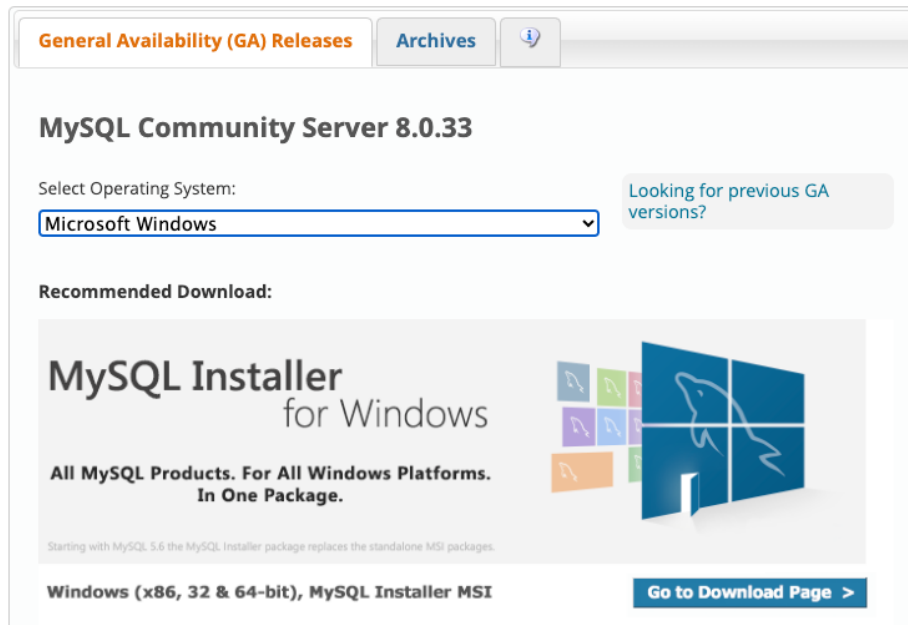 General Availability (GA) Releases
Archives
MySQL Community Server 8.0.33
Select Operating System:
Looking for previous GA
versions?
Microsoft Windows
Recommended Download:
MySQL Installer
for Windows
All MySQL Products. For All Windows Platforms.
In One Package.
Starting with MySQL 5.6 the MySQL Installer package replaces the standalone MSI packages.
Windows (x86, 32 & 64-bit), MySQL Installer MSI
Go to Download Page >